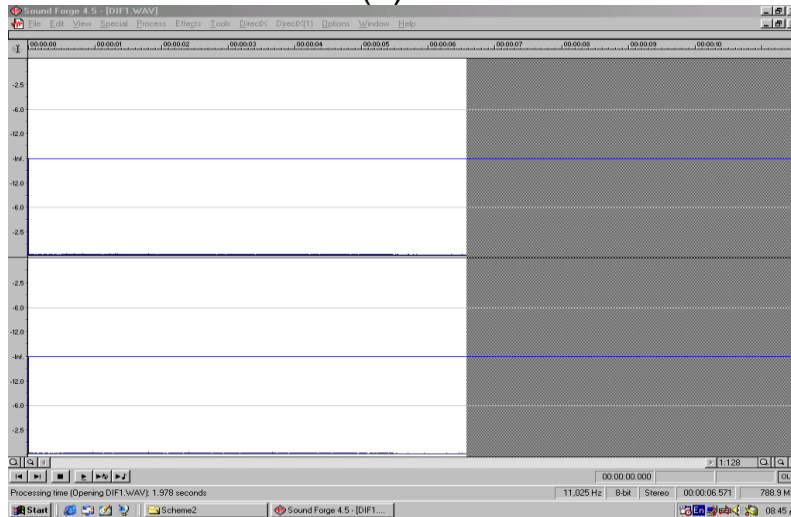 Sound Forge 4.5 - [DIF1.WAV]
File Edit View Special Process Effects Tools DirectX DirectX(1) Options Window Help
00:00:00 00:00:01 00:00:02 00:00:03 00:00:04 00:00:05 00:00:06 00:00:07 00:00:08 00:00:09 00:00:10
-2.5
-6.0
-12.0
-Inf.
-12.0
-6.0
-2.5
-2.5
-6.0
-12.0
-Inf.
-12.0
-6.0
-2.5
1:128
00:00:00.000
Processing time (Opening DIF1.WAV): 1.978 seconds 11,025 Hz 8-bit Stereo 00:00:06.571 788.9 M
Start Scheme2 Sound Forge 4.5 - [DIF1.... En 08:45